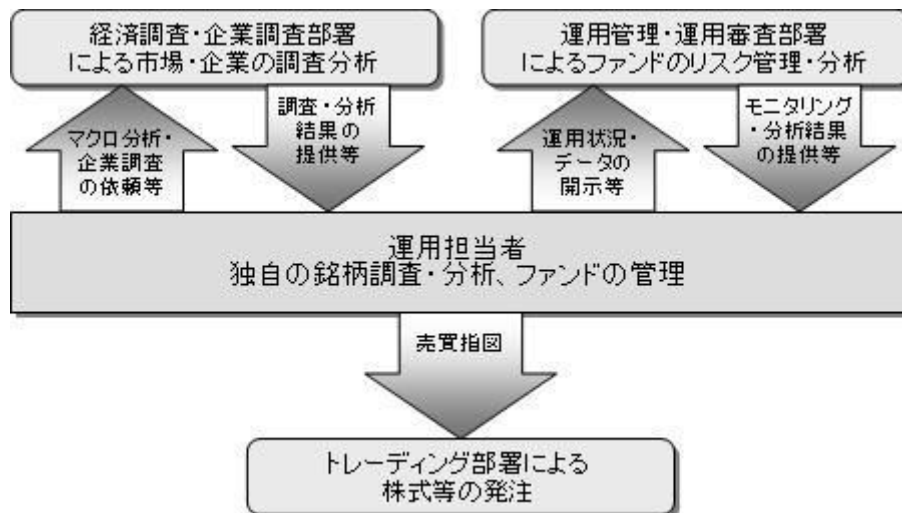 経済調査・企業調査部署
による市場・企業の調査分析
運用管理・運用審査部署
によるファンドのリスク管理・分析
マクロ分析・
企業調査
の依頼等
調査・分析
結果の
提供等
運用状況・
データの
開示等
モニタリング
・分析結果
の提供等
運用担当者
独自の銘柄調査・分析、ファンドの管理
売買指図
トレーディング部署による
株式等の発注